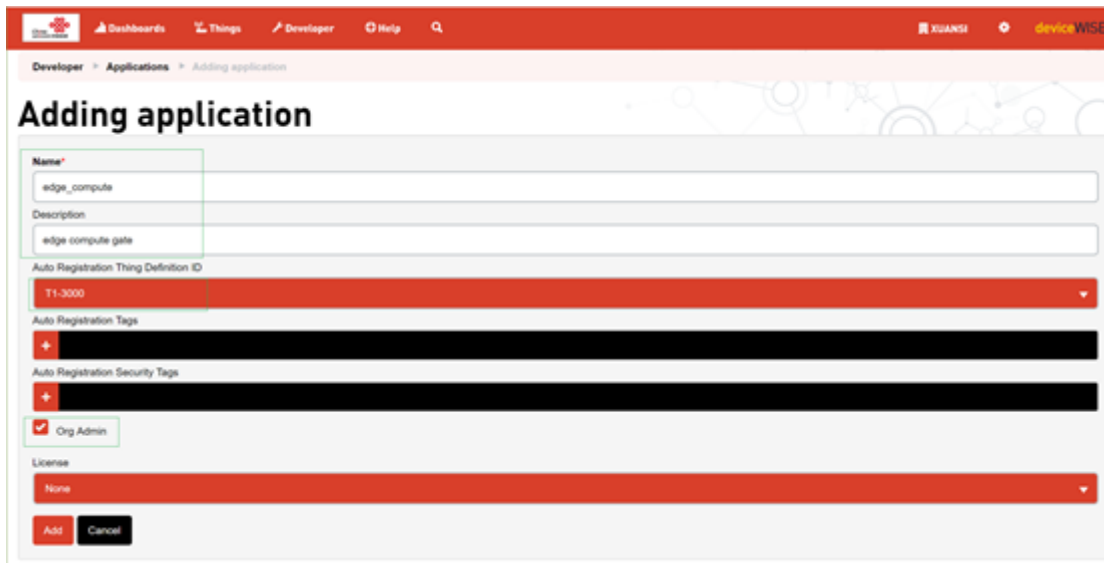 Dashboards Things Developer Help XUANSI deviceWISE
Developer Applications Adding application
Adding application
Name*
edge_compute
Description
edge compute gate
Auto Registration Thing Definition ID
T1-3000
Auto Registration Tags
+
Auto Registration Security Tags
+
Org Admin
License
None
Add Cancel